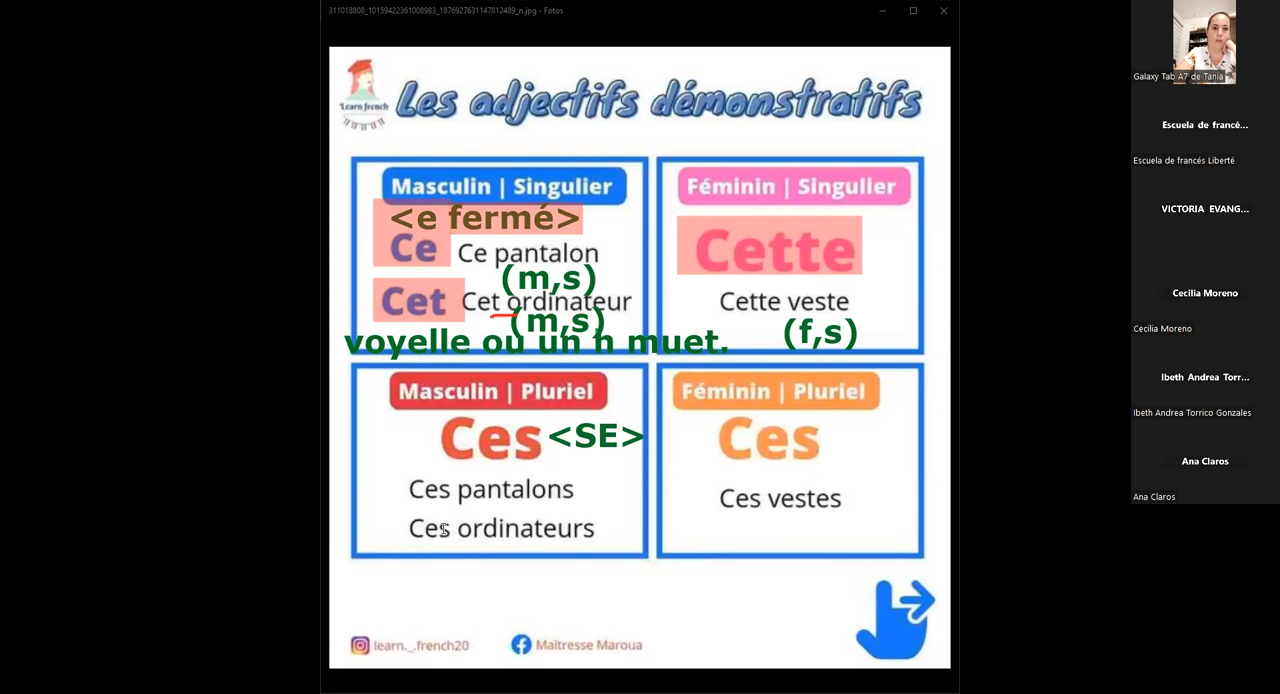 311018808_10159422361008983_1876927631147812489_n.jpg - Fotos
Learn french
Les adjectifs démonstratifs
Masculin | Singulier
<e fermé>
Ce Ce pantalon
(m,s)
Cet Cet ordinateur
(m,s)
voyelle ou un h muet.
Féminin | Singulier
Cette
Cette veste
(f,s)
Masculin | Pluriel
Ces <SE>
Ces pantalons
Ces ordinateurs
Féminin | Pluriel
Ces
Ces vestes
learn._.french20
Maîtresse Maroua
Galaxy Tab A7 de Tania
Escuela de francé...
Escuela de francés Liberté
VICTORIA EVANG...
Cecilia Moreno
Cecilia Moreno
Ibeth Andrea Torr...
Ibeth Andrea Torrico Gonzales
Ana Claros
Ana Claros